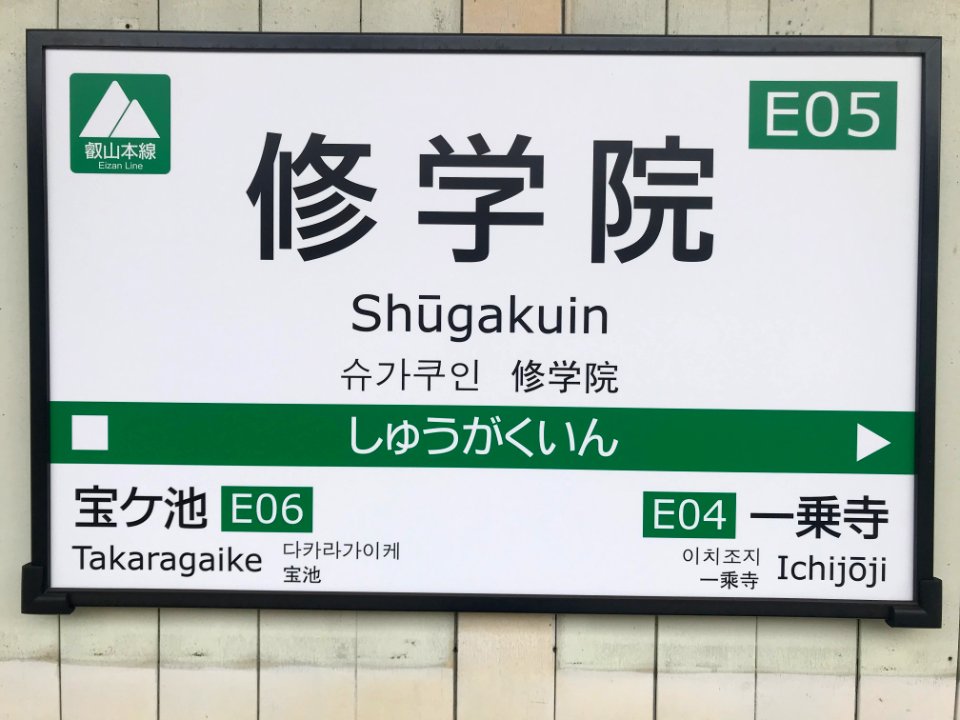 叡山本線
Eizan Line
E05
修学院
Shūgakuin
슈가쿠인 修学院
しゅうがくいん
宝ケ池 E06
Takaragaike
다카라가이케
宝池
E04 一乗寺
이치조지
一乘寺
Ichijōji